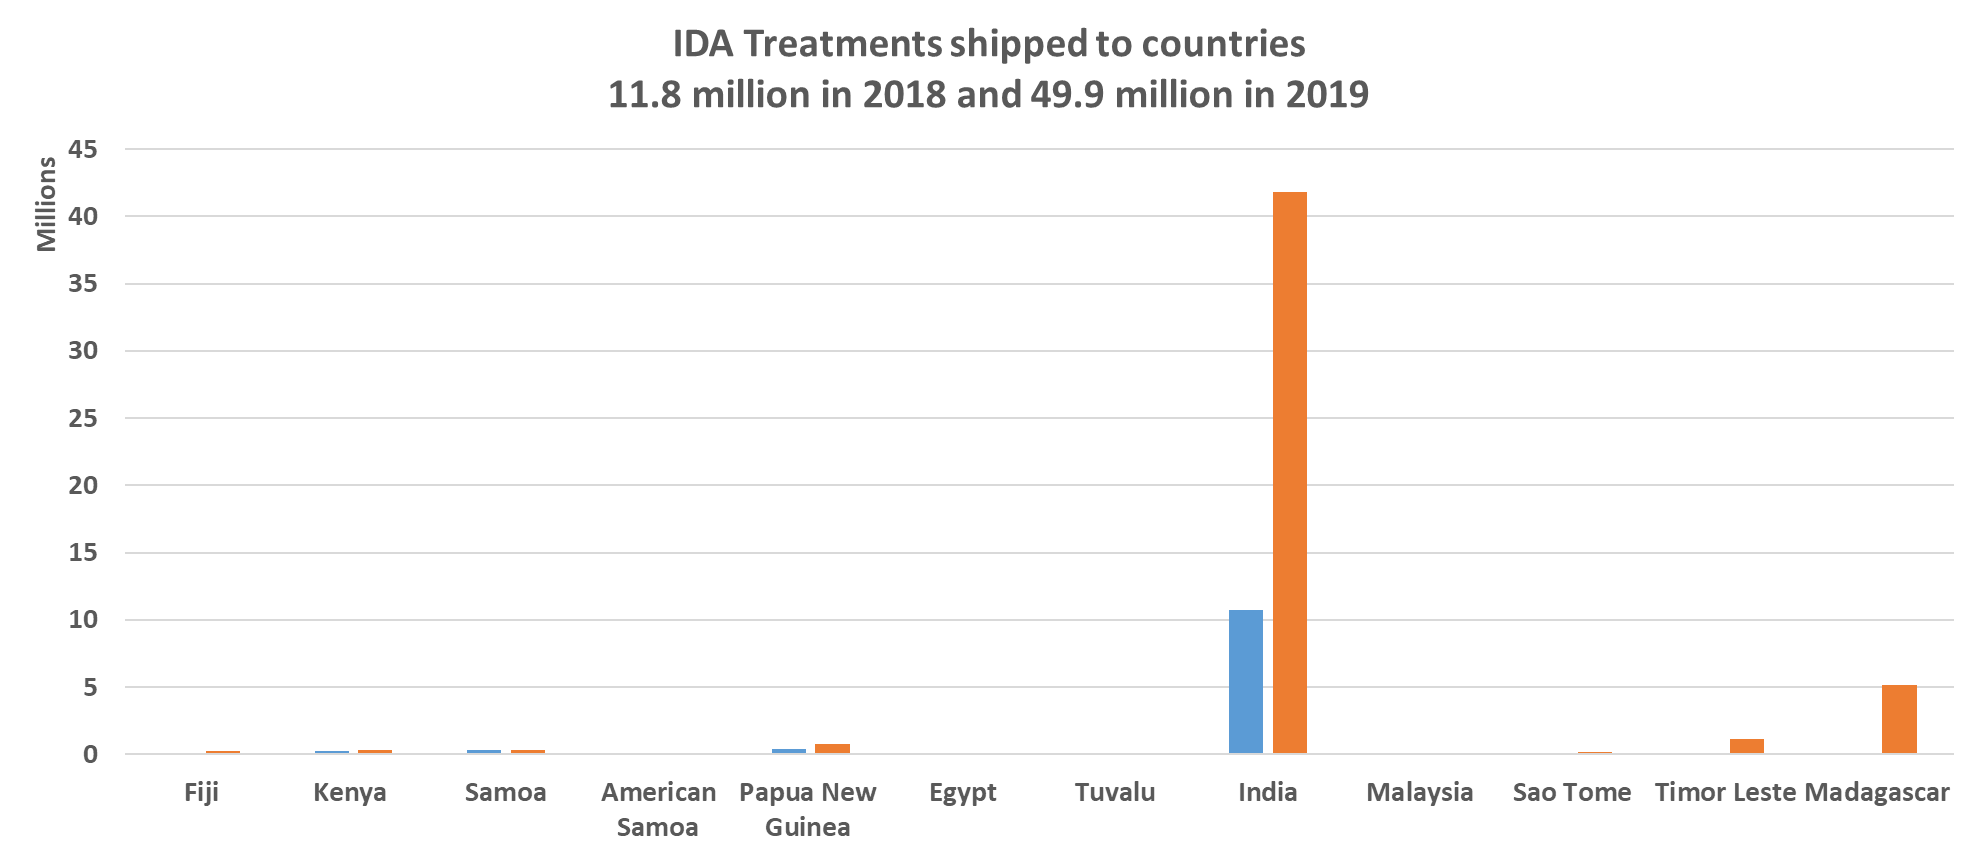 IDA Treatments shipped to countries
11.8 million in 2018 and 49.9 million in 2019
Millions
45
40
35
30
25
20
15
10
5
0
Fiji
Kenya
Samoa
American
Samoa
Papua New
Guinea
Egypt
Tuvalu
India
Malaysia
Sao Tome
Timor Leste
Madagascar